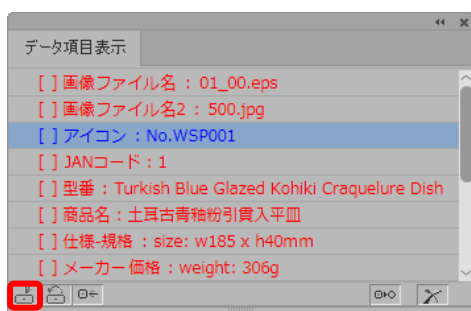 データ項目表示
[ ] 画像ファイル名 : 01_00.eps
[ ] 画像ファイル名2 : 500.jpg
[ ] アイコン : No.WSP001
[ ] JANコード : 1
[ ] 型番 : Turkish Blue Glazed Kohiki Craquelure Dish
[ ] 商品名 : 土耳古青釉粉引貫入平皿
[ ] 仕様-規格 : size: w185 x h40mm
[ ] メーカー価格 : weight: 306g